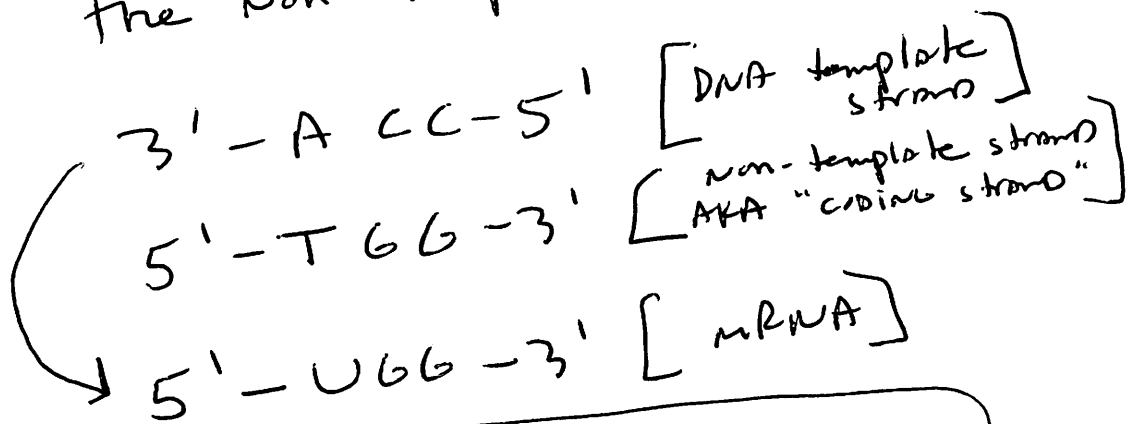 the Non
3'-ACC-5' [DNA template
strand]
5'-TGG-3' [Non-template strand
AKA "CODING strand"]
5'-UGG-3' [mRNA]